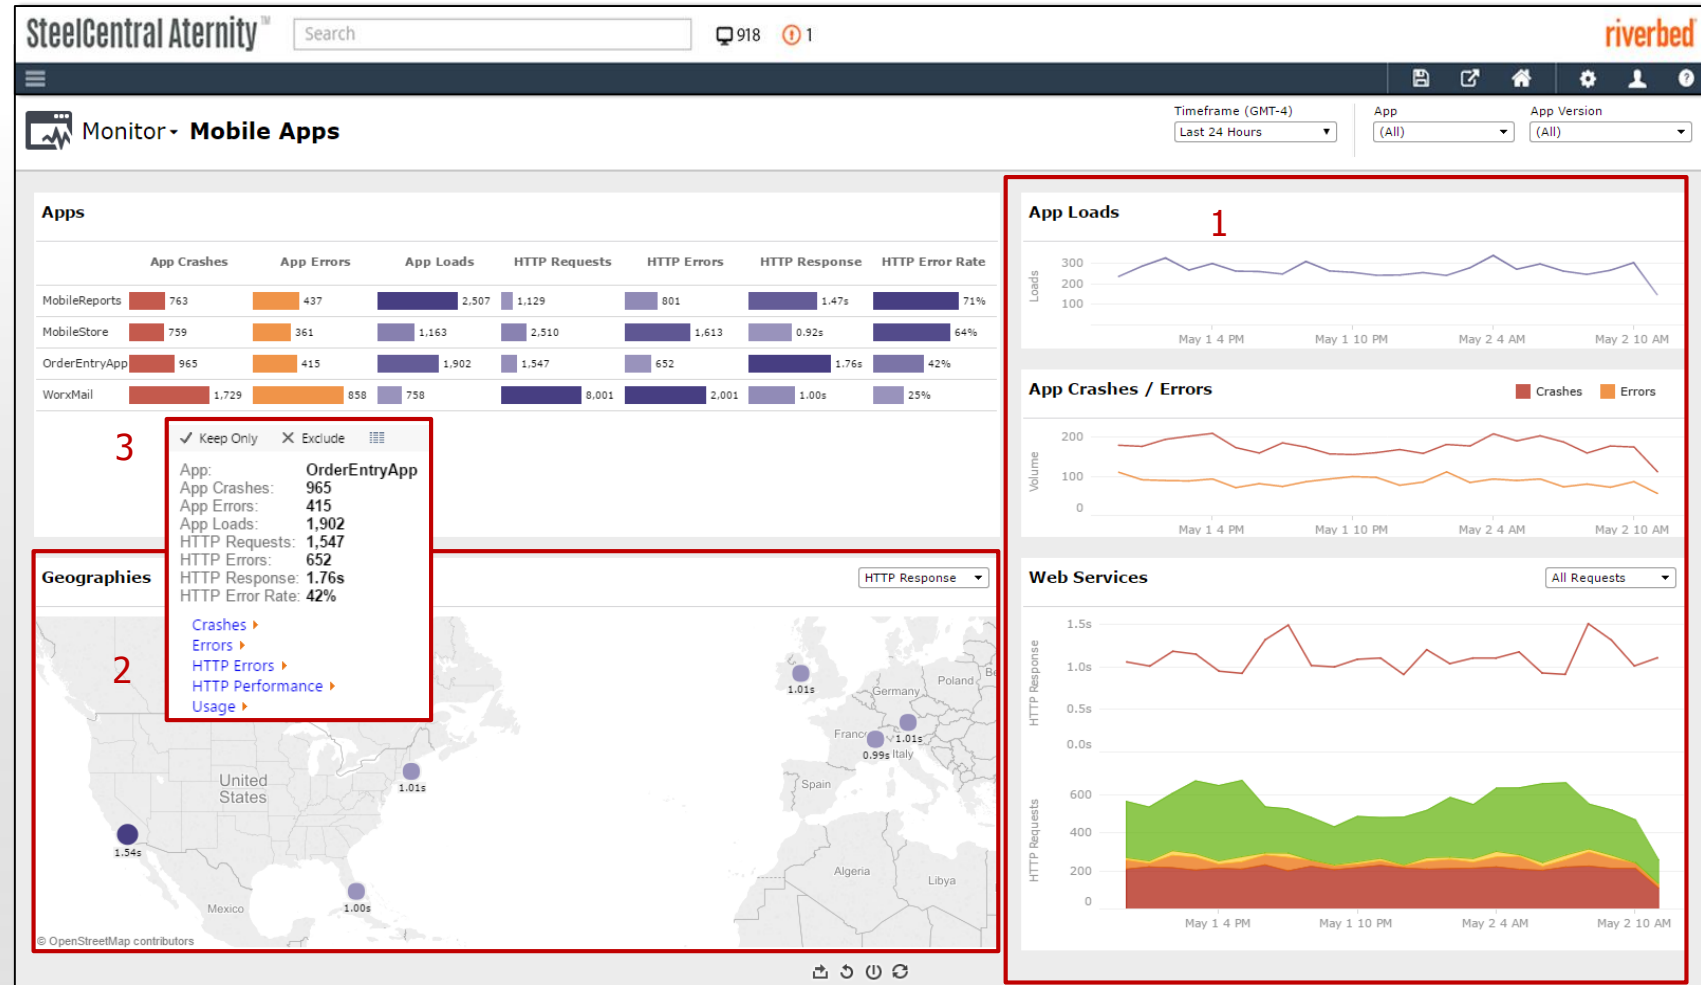 SteelCentral Aternity™
Search
918
1
riverbed
Monitor Mobile Apps
Timeframe (GMT-4)
Last 24 Hours
App
(All)
App Version
(All)
Apps
App Crashes App Errors App Loads HTTP Requests HTTP Errors HTTP Response HTTP Error Rate
MobileReports 763 437 2,507 1,129 801 1.47s 71%
MobileStore 759 361 1,163 2,510 1,613 0.92s 64%
OrderEntryApp 965 415 1,902 1,547 652 1.76s 42%
WorxMail 1,729 858 758 8,001 2,001 1.00s 25%
3
Keep Only Exclude
App: OrderEntryApp
App Crashes: 965
App Errors: 415
App Loads: 1,902
HTTP Requests: 1,547
HTTP Errors: 652
HTTP Response: 1.76s
HTTP Error Rate: 42%
Crashes
Errors
HTTP Errors
HTTP Performance
Usage
Geographies
HTTP Response
2
United
States
Mexico
1.54s
1.01s
1.00s
1.01s
Germany
Poland
Be
France
1.01s
0.99s
Italy
Spain
Algeria
Libya
© OpenStreetMap contributors
App Loads
1
Loads
300
200
100
May 1 4 PM May 1 10 PM May 2 4 AM May 2 10 AM
App Crashes / Errors
Crashes Errors
Volume
200
100
0
May 1 4 PM May 1 10 PM May 2 4 AM May 2 10 AM
Web Services
All Requests
HTTP Response
1.5s
1.0s
0.5s
0.0s
HTTP Requests
600
400
200
0
May 1 4 PM May 1 10 PM May 2 4 AM May 2 10 AM